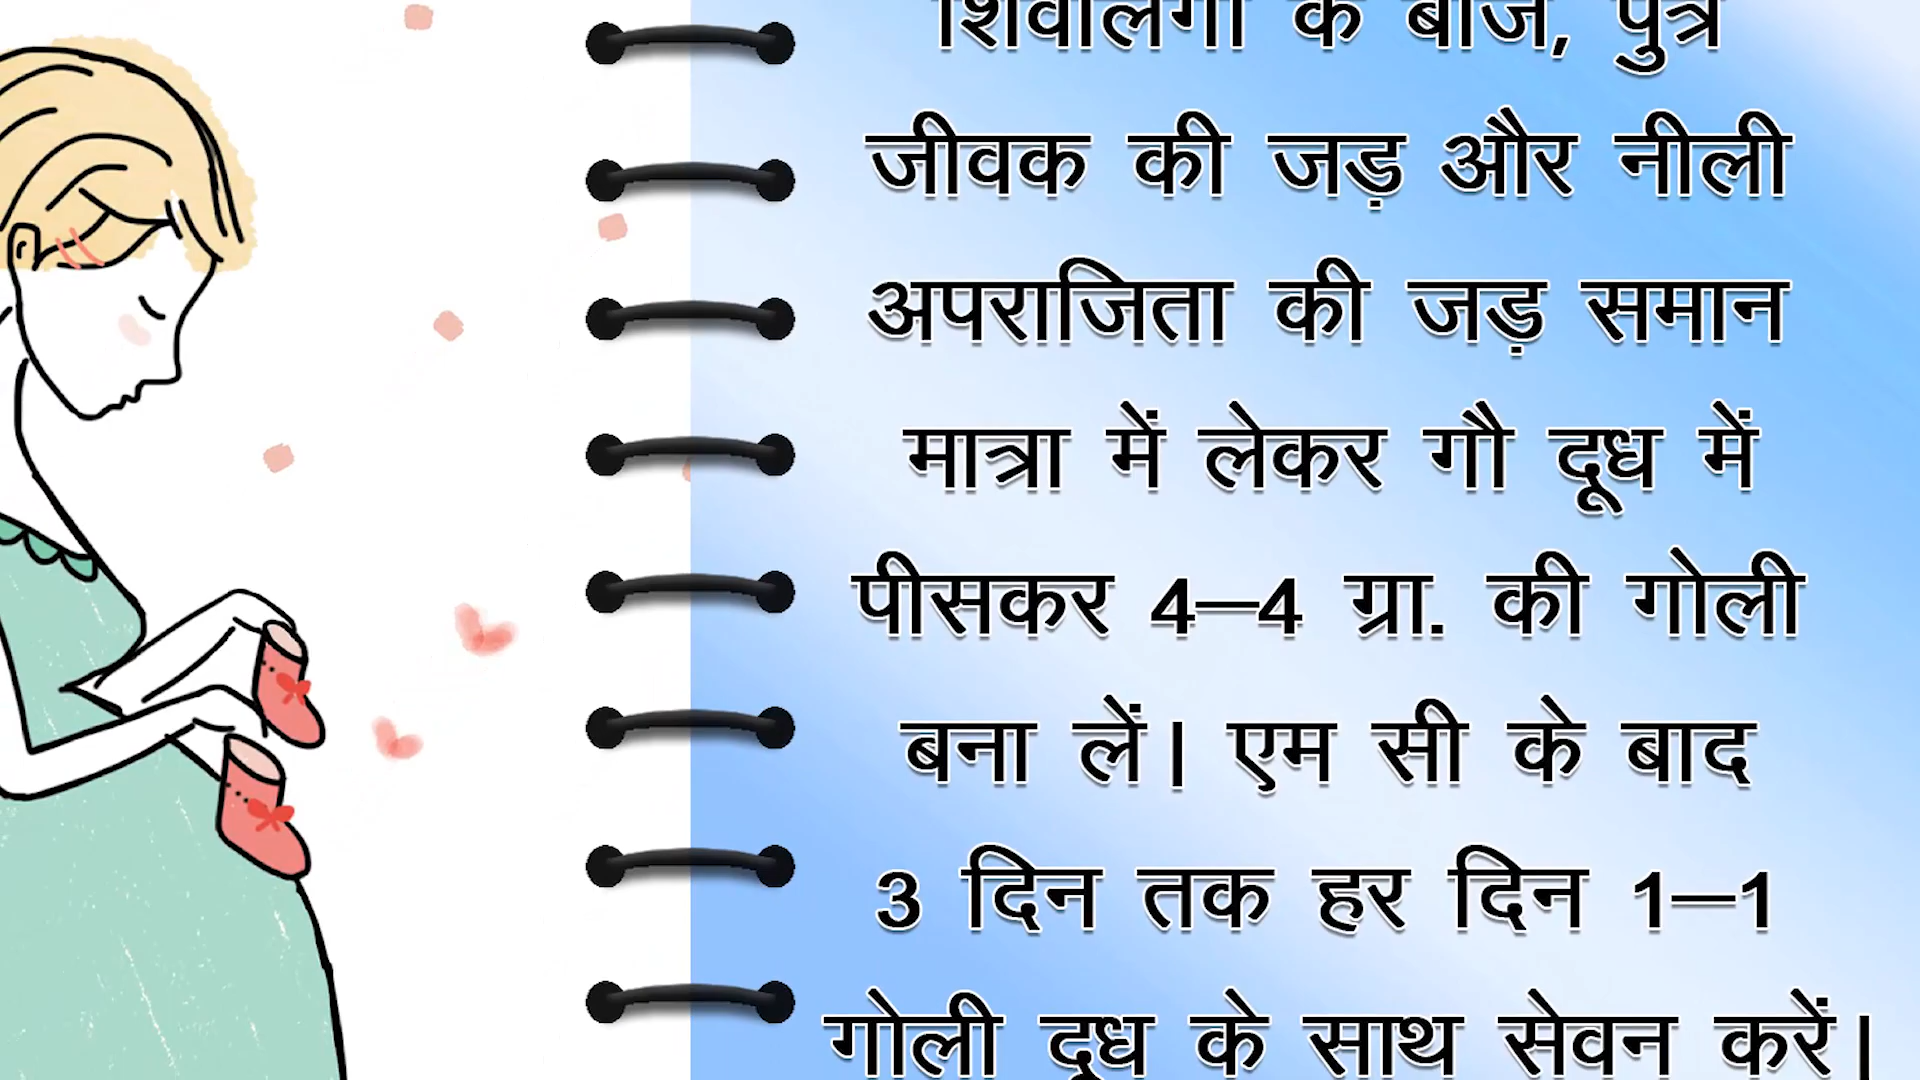 शिवलिंगी के बीज, पुत्र
जीवक की जड़ और नीली
अपराजिता की जड़ समान
मात्रा में लेकर गौ दूध में
पीसकर 4–4 ग्रा. की गोली
बना लें। एम सी के बाद
3 दिन तक हर दिन 1–1
गोली दूध के साथ सेवन करें।